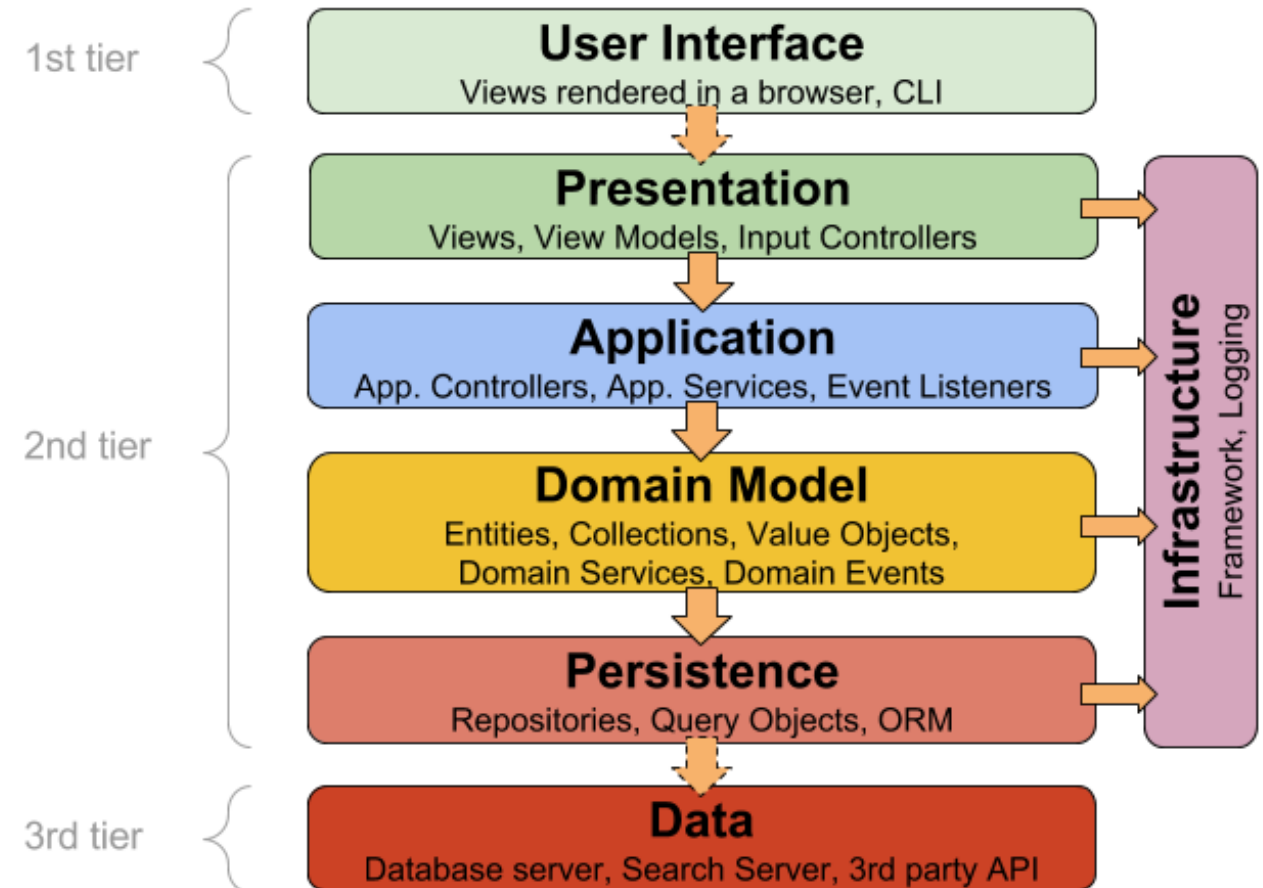 1st tier
User Interface
Views rendered in a browser, CLI
2nd tier
Presentation
Views, View Models, Input Controllers
Application
App. Controllers, App. Services, Event Listeners
Domain Model
Entities, Collections, Value Objects,
Domain Services, Domain Events
Persistence
Repositories, Query Objects, ORM
Infrastructure
Framework, Logging
3rd tier
Data
Database server, Search Server, 3rd party API